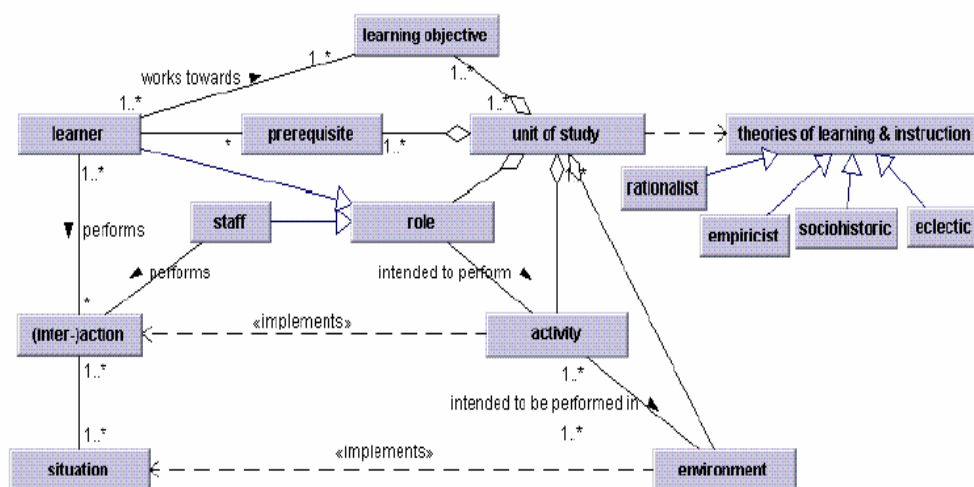 learning objective
1..*
1..*
works towards
1..*
1..*
learner
*
prerequisite
1..*
unit of study
theories of learning & instruction
1..*
1..*
rationalist
staff
role
empiricist
sociohistoric
eclectic
performs
performs
intended to perform
*
(inter-)action
«implements»
activity
1..*
1..*
intended to be performed in
1..*
1..*
situation
«implements»
environment